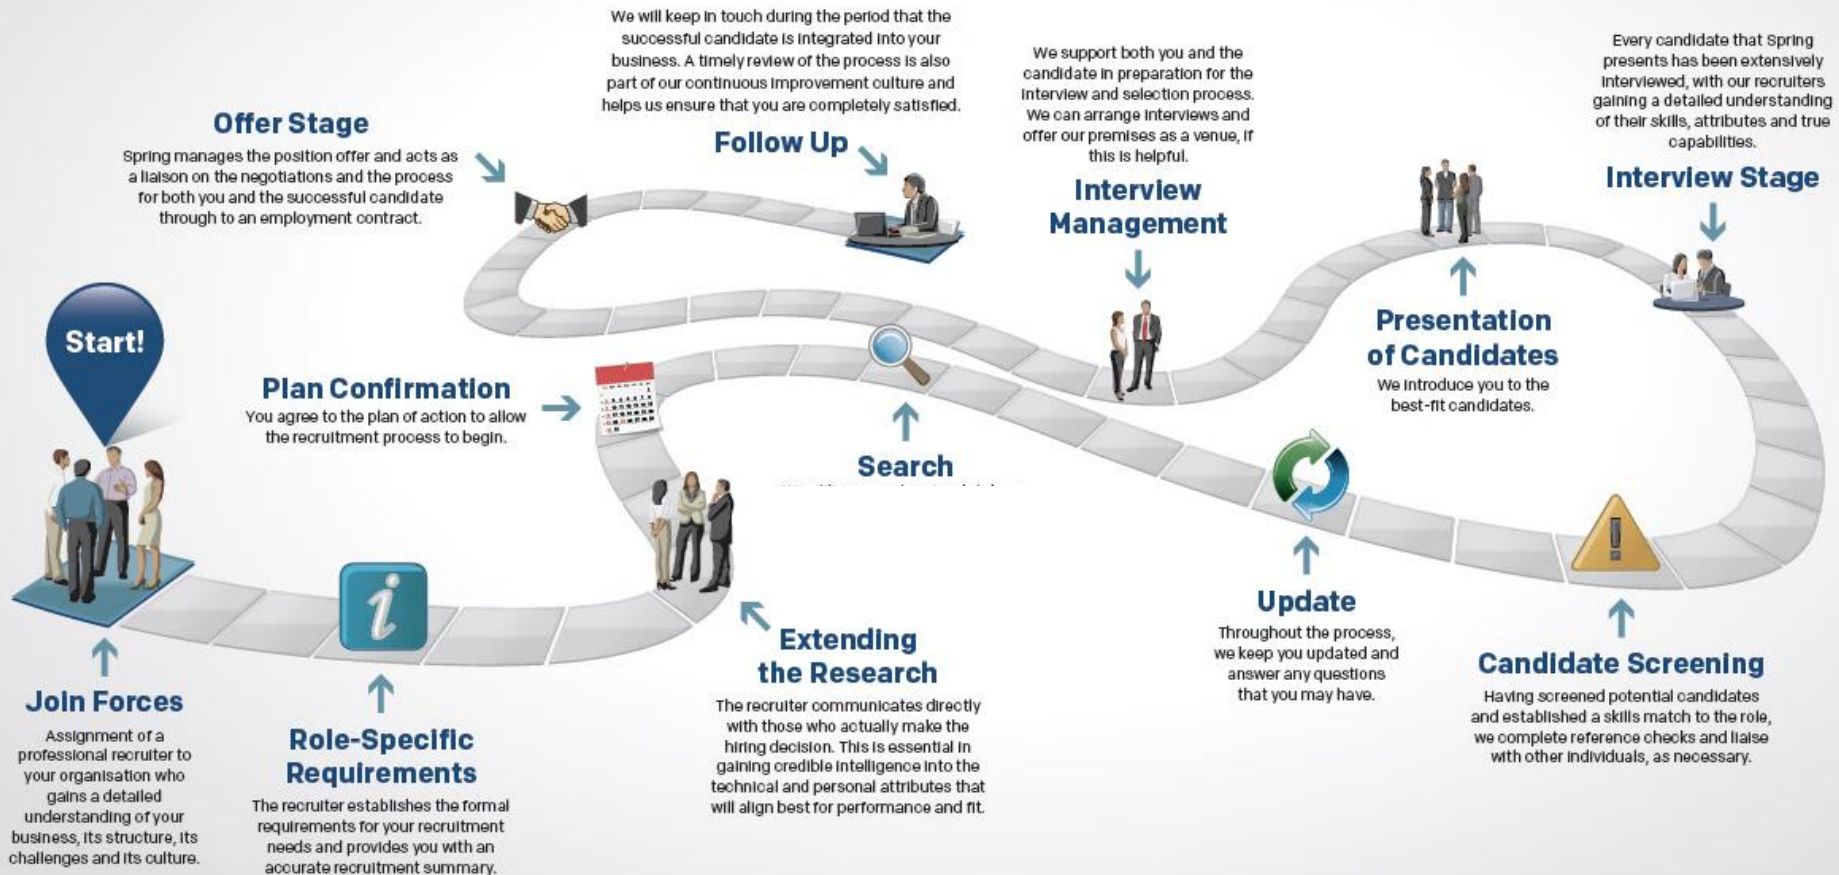 Start!
Join Forces
Assignment of a
professional recruiter to
your organisation who
gains a detailed
understanding of your
business, its structure, its
challenges and its culture.
Role-Specific
Requirements
The recruiter establishes the formal
requirements for your recruitment
needs and provides you with an
accurate recruitment summary.
Extending
the Research
The recruiter communicates directly
with those who actually make the
hiring decision. This is essential in
gaining credible intelligence into the
technical and personal attributes that
will align best for performance and fit.
Plan Confirmation
You agree to the plan of action to allow
the recruitment process to begin.
Search
Update
Throughout the process,
we keep you updated and
answer any questions
that you may have.
Candidate Screening
Having screened potential candidates
and established a skills match to the role,
we complete reference checks and liaise
with other individuals, as necessary.
Every candidate that Spring
presents has been extensively
interviewed, with our recruiters
gaining a detailed understanding
of their skills, attributes and true
capabilities.
Interview Stage
Presentation
of Candidates
We introduce you to the
best-fit candidates.
We support both you and the
candidate in preparation for the
interview and selection process.
We can arrange interviews and
offer our premises as a venue, if
this is helpful.
Interview
Management
Offer Stage
Spring manages the position offer and acts as
a liaison on the negotiations and the process
for both you and the successful candidate
through to an employment contract.
We will keep in touch during the period that the
successful candidate is integrated into your
business. A timely review of the process is also
part of our continuous improvement culture and
helps us ensure that you are completely satisfied.
Follow Up